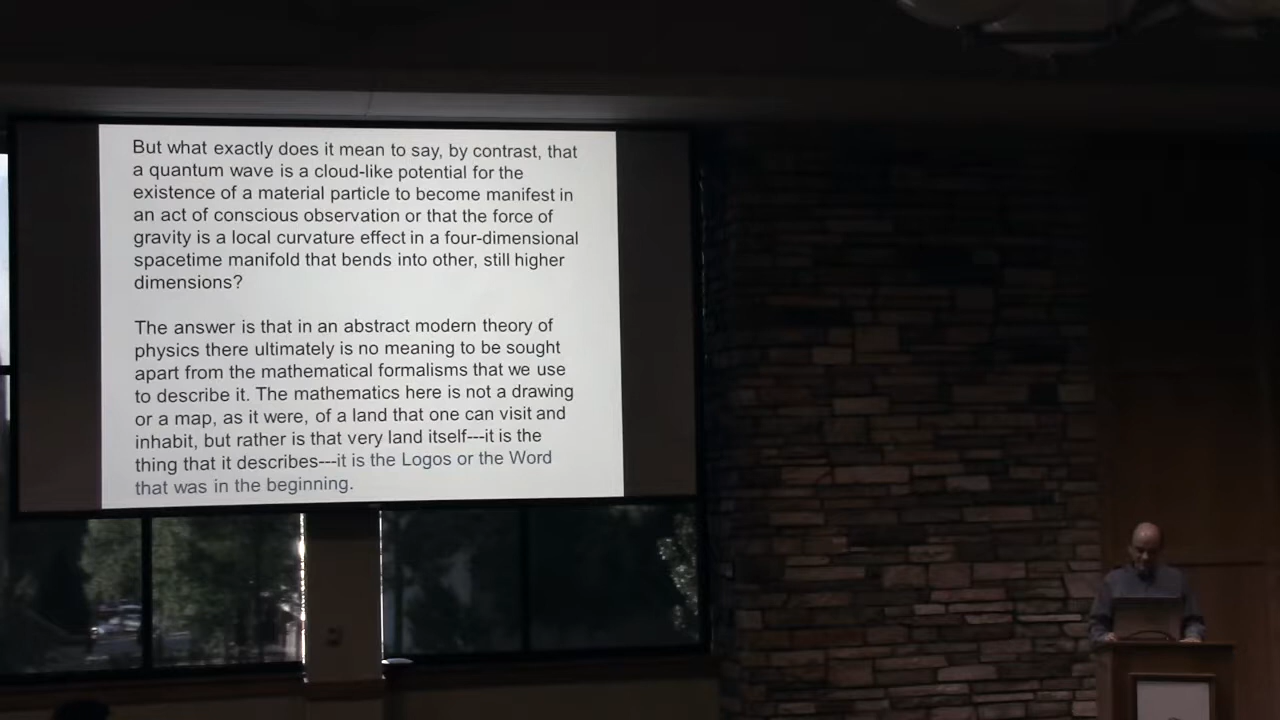 But what exactly does it mean to say, by contrast, that
a quantum wave is a cloud-like potential for the
existence of a material particle to become manifest in
an act of conscious observation or that the force of
gravity is a local curvature effect in a four-dimensional
spacetime manifold that bends into other, still higher
dimensions?
The answer is that in an abstract modern theory of
physics there ultimately is no meaning to be sought
apart from the mathematical formalisms that we use
to describe it. The mathematics here is not a drawing
or a map, as it were, of a land that one can visit and
inhabit, but rather is that very land itself---it is the
thing that it describes---it is the Logos or the Word
that was in the beginning.